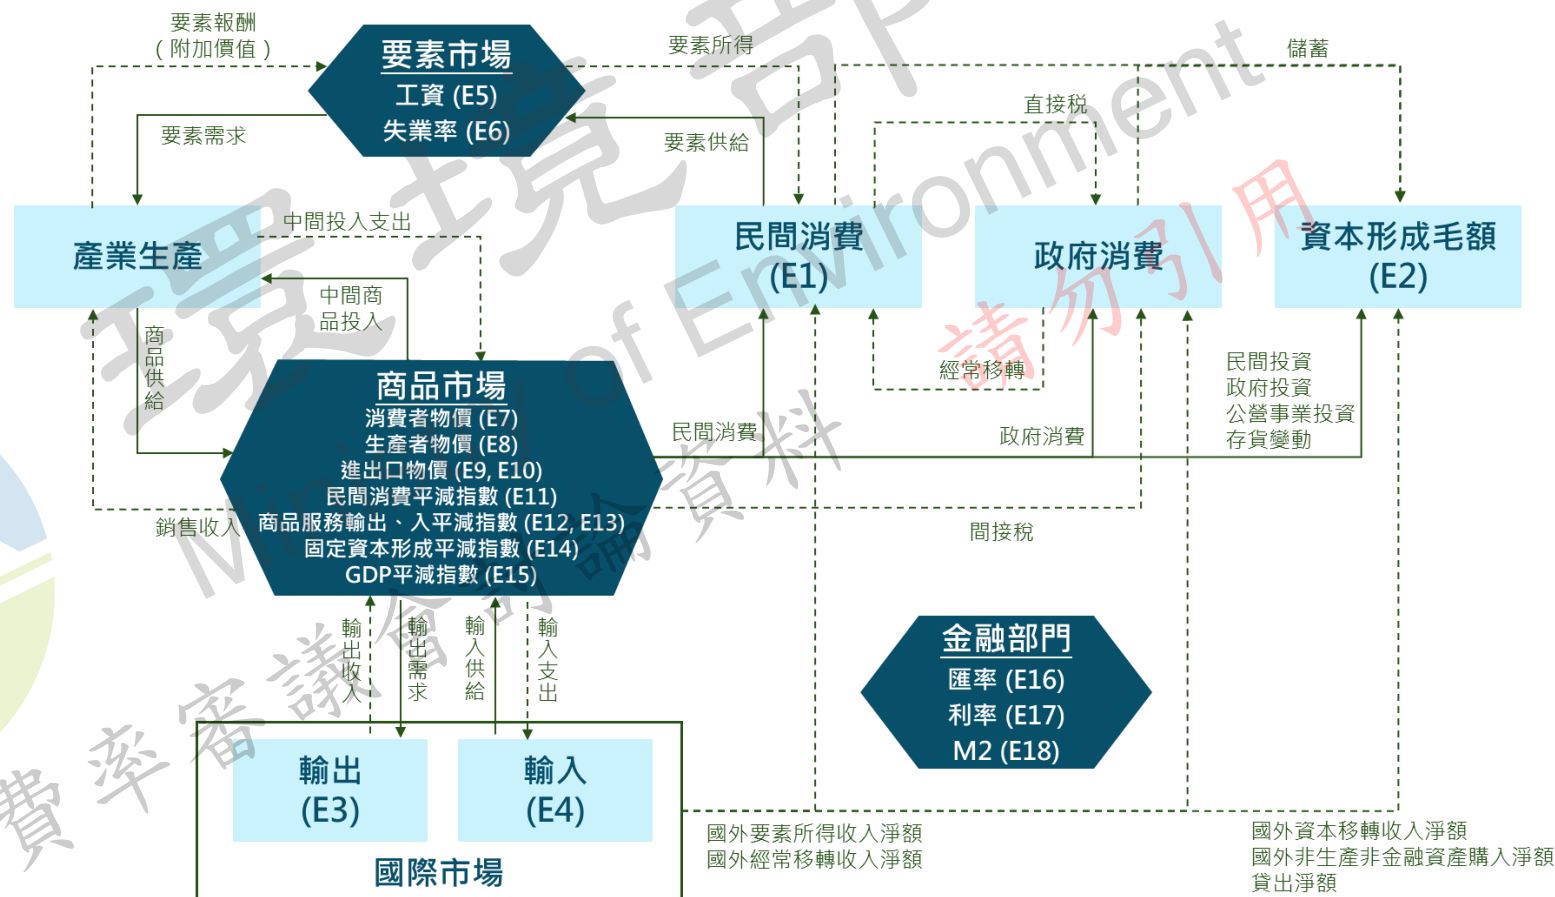 要素報酬
(附加價值)
要素市場
工資 (E5)
失業率 (E6)
要素所得
儲蓄
直接稅
要素需求
要素供給
產業生產
中間投入支出
民間消費
(E1)
政府消費
資本形成毛額
(E2)
中間商
品投入
商品供給
商品市場
消費者物價 (E7)
生產者物價 (E8)
進出口物價 (E9, E10)
民間消費平減指數 (E11)
商品服務輸出、入平減指數 (E12, E13)
固定資本形成平減指數 (E14)
GDP平減指數 (E15)
經常移轉
民間投資
政府投資
公營事業投資
存貨變動
民間消費
政府消費
銷售收入
間接稅
輸出收入
輸出需求
輸入供給
輸入支出
金融部門
匯率 (E16)
利率 (E17)
M2 (E18)
輸出
(E3)
輸入
(E4)
國際市場
國外要素所得收入淨額
國外經常移轉收入淨額
國外資本移轉收入淨額
國外非生產非金融資產購入淨額
貸出淨額
環境部
Ministry of Environment
費率審議會討論資料
請勿引用